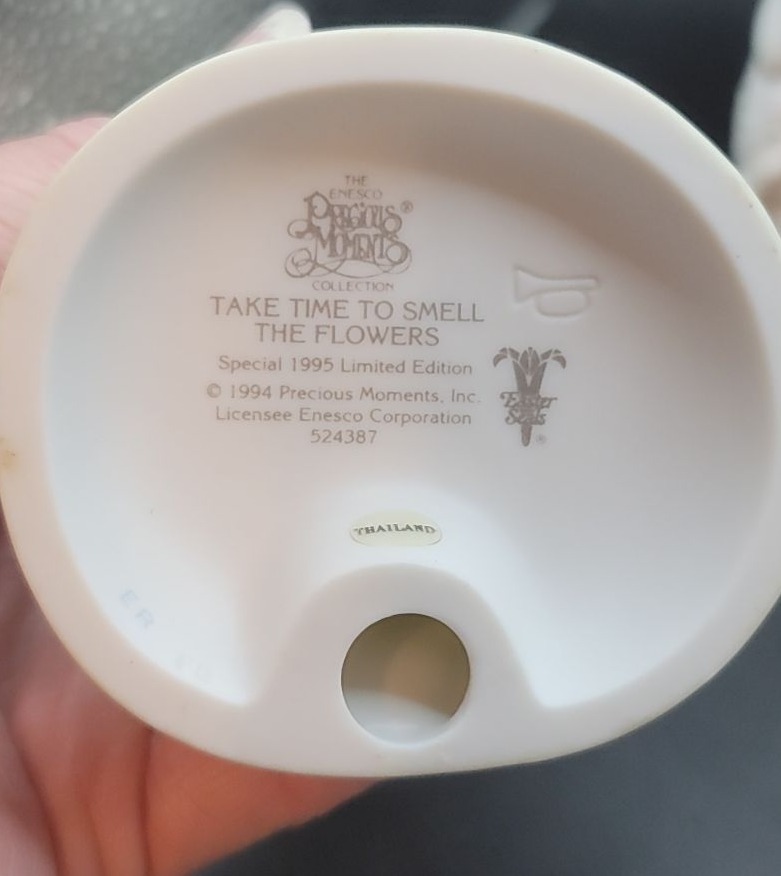 THE
ENESCO
PRECIOUS®
MOMENTS
COLLECTION
TAKE TIME TO SMELL
THE FLOWERS
Special 1995 Limited Edition
© 1994 Precious Moments, Inc.
Licensee Enesco Corporation
524387
Easter
Seals
®
THAILAND
ER